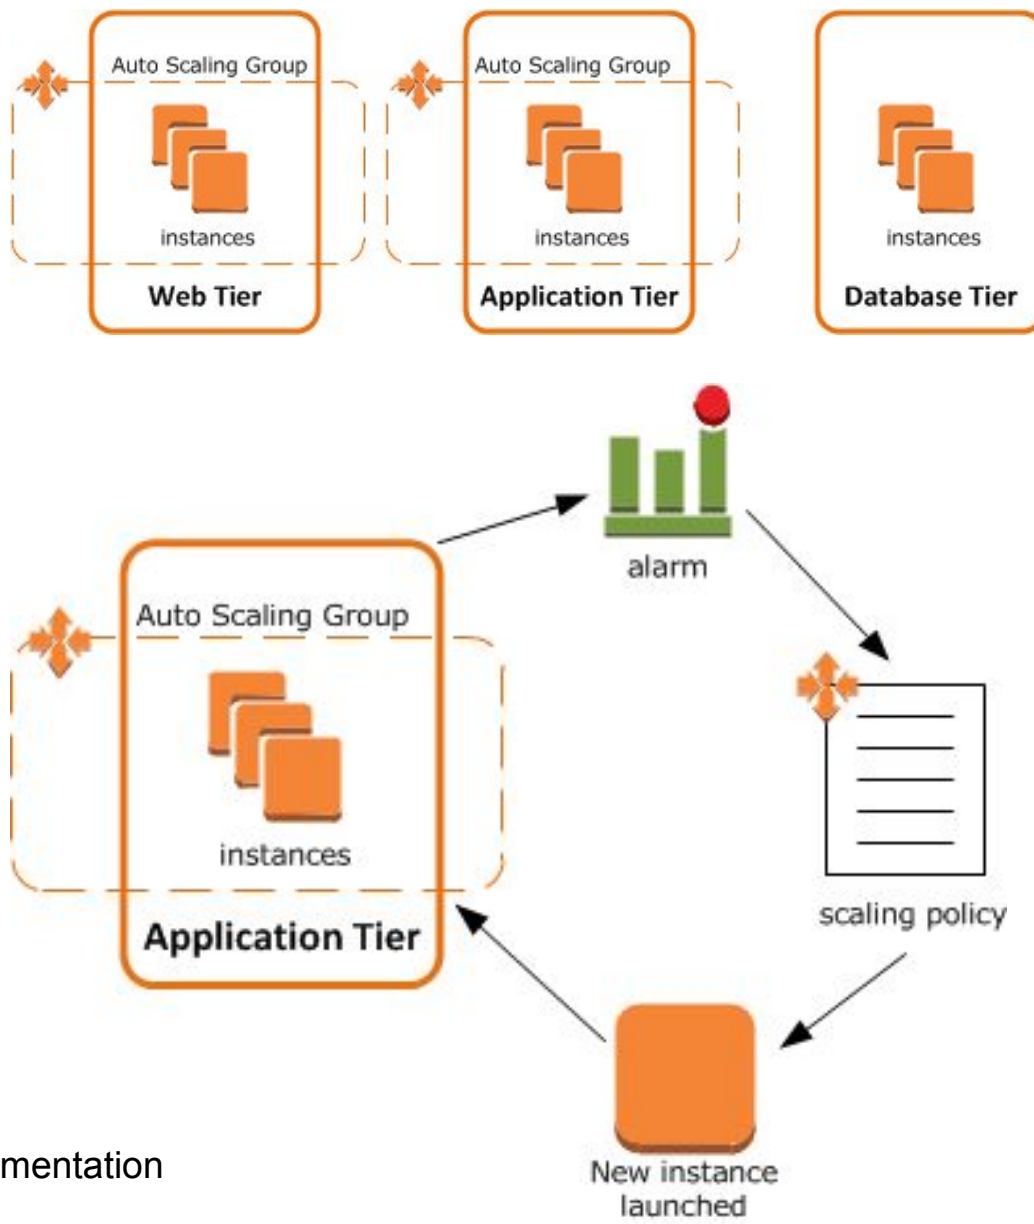 Auto Scaling Group
Auto Scaling Group
instances
instances
instances
Web Tier
Application Tier
Database Tier
alarm
Auto Scaling Group
instances
Application Tier
scaling policy
New instance
launched
mentation